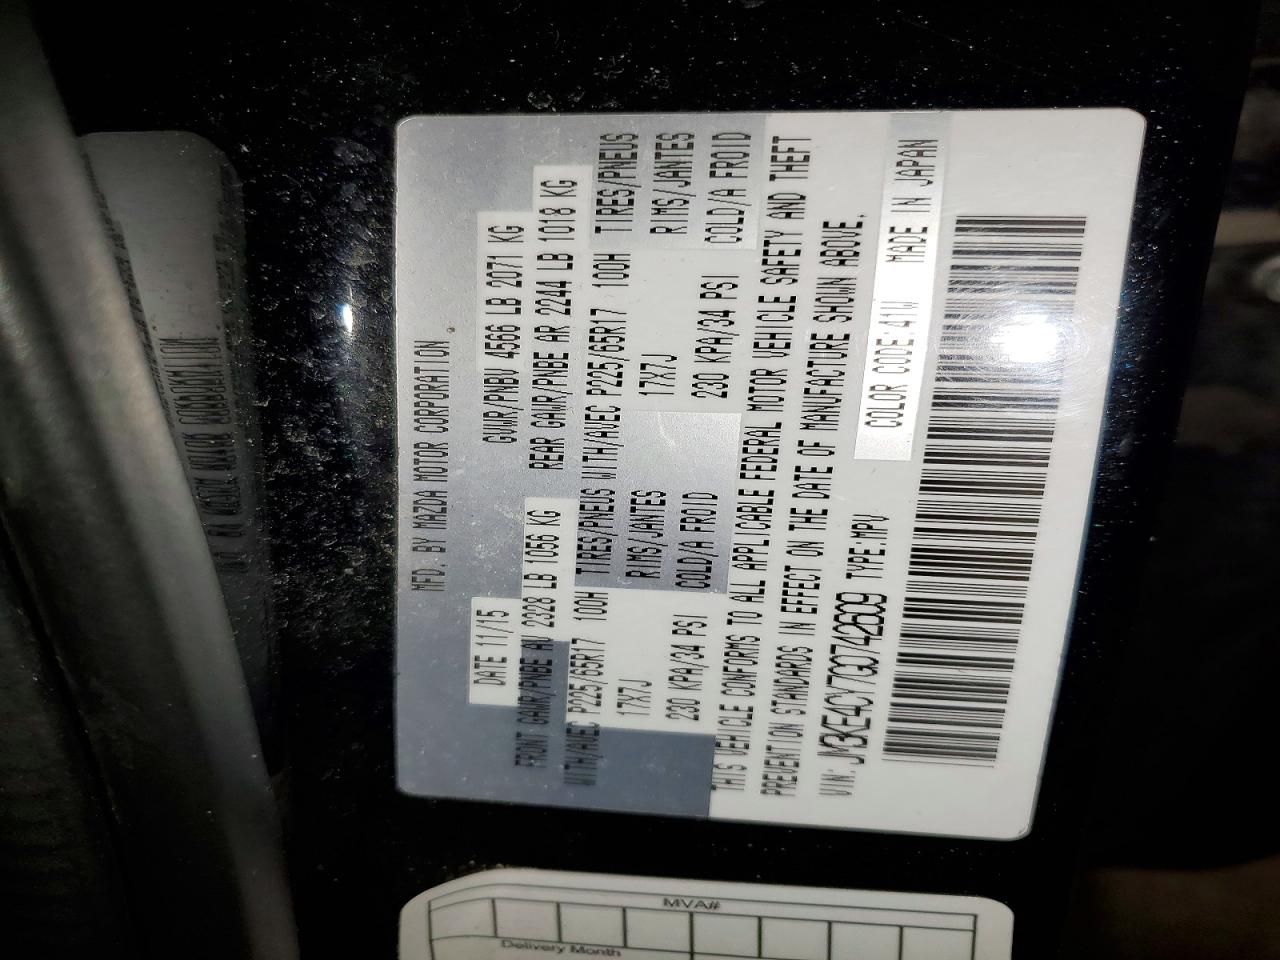 MFD. BY MAZDA MOTOR CORPORATION
DATE 11/15 GVWR/PNBV 4566 LB 2071 KG
FRONT GAWR/PNBE AV 2328 LB 1056 KG REAR GAWR/PNBE AR 2244 LB 1018 KG
WITH/AVEC P225/65R17 100H TIRES/PNEUS WITH/AVEC P225/65R17 100H TIRES/PNEUS
17X7J RIMS/JANTES 17X7J RIMS/JANTES
230 KPA/34 PSI COLD/A FROID 230 KPA/34 PSI COLD/A FROID
THIS VEHICLE CONFORMS TO ALL APPLICABLE FEDERAL MOTOR VEHICLE SAFETY AND THEFT
PREVENTION STANDARDS IN EFFECT ON THE DATE OF MANUFACTURE SHOWN ABOVE.
VIN: JM3KE4CY7G0742609 TYPE:MPV COLOR CODE:41W MADE IN JAPAN
MVA#
Delivery Month